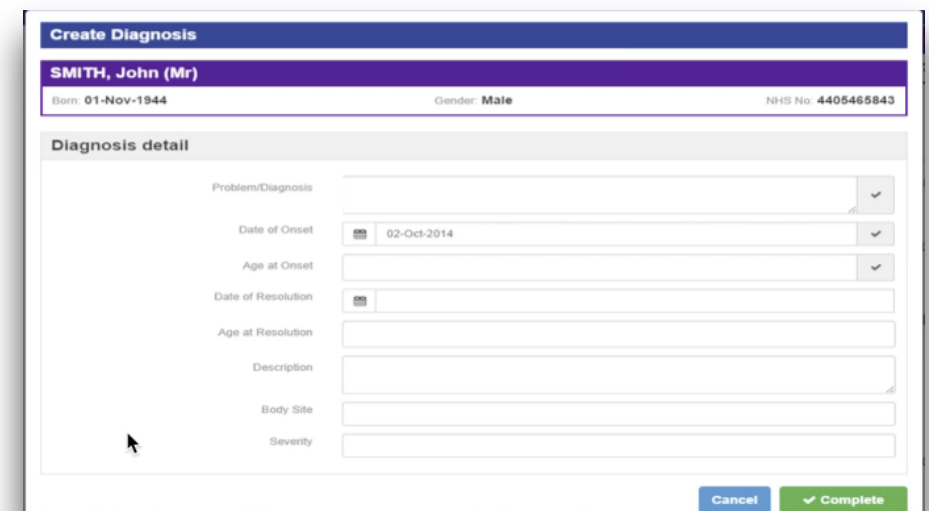 Create Diagnosis
SMITH, John (Mr)
Born: 01-Nov-1944 Gender: Male NHS No: 4405465843
Diagnosis detail
Problem/Diagnosis
Date of Onset 02-Oct-2014
Age at Onset
Date of Resolution
Age at Resolution
Description
Body Site
Severity
Cancel Complete